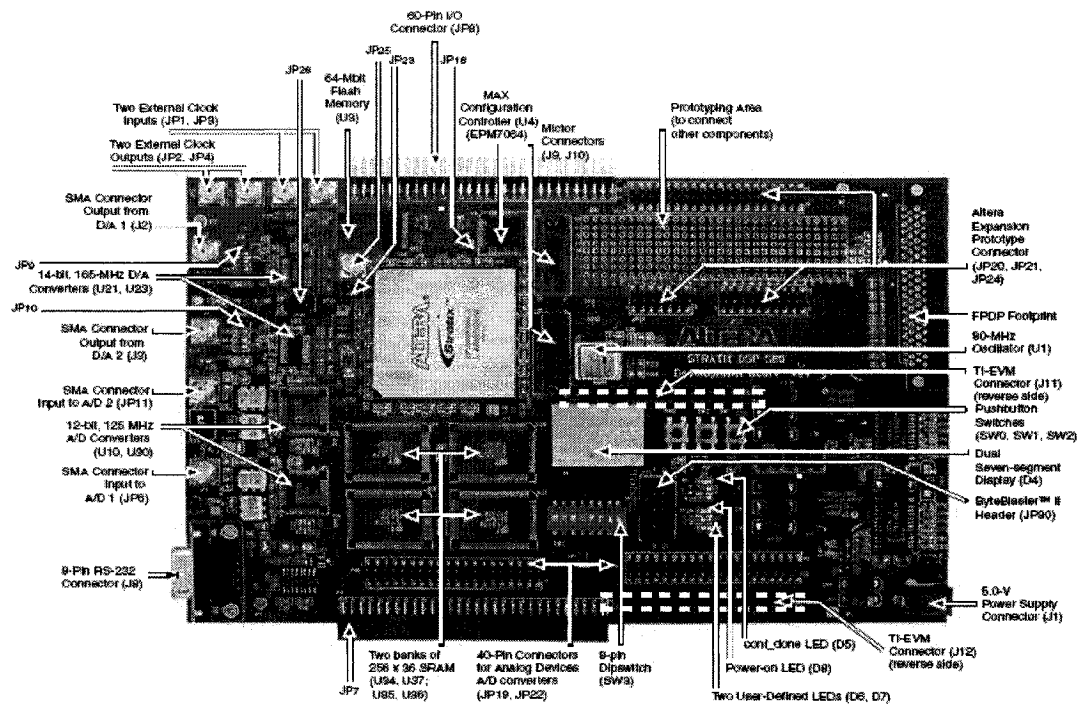 60-Pin I/O
Connector (JP8)
JP25
JP23
JP18
JP26
64-Mbit
Flash
Memory
(U3)
MAX
Configuration
Controller (U4)
(EPM7064)
Mictor
Connectors
(J9, J10)
Prototyping Area
(to connect
other components)
Two External Clock
Inputs (JP1, JP3)
Two External Clock
Outputs (JP2, JP4)
SMA Connector
Output from
D/A 1 (J2)
JP9
14-bit, 165-MHz D/A
Converters (U21, U23)
JP10
SMA Connector
Output from
D/A 2 (J3)
SMA Connector
Input to A/D 2 (JP11)
12-bit, 125 MHz
A/D Converters
(U10, U30)
SMA Connector
Input to
A/D 1 (JP6)
9-Pin RS-232
Connector (J8)
ALTERA
Stratix
ALTERA
STRATIX DSP
Altera
Expansion
Prototype
Connector
(JP20, JP21,
JP24)
FPDP Footprint
80-MHz
Oscillator (U1)
TI-EVM
Connector (J11)
(reverse side)
Pushbutton
Switches
(SW0, SW1, SW2)
Dual
Seven-segment
Display (D4)
ByteBlaster™ II
Header (JP30)
5.0-V
Power Supply
Connector (J1)
TI-EVM
Connector (J12)
(reverse side)
JP7
Two banks of
256 x 36 SRAM
(U34, U37;
U35, U36)
40-Pin Connectors
for Analog Devices
A/D converters
(JP19, JP22)
8-pin
Dipswitch
(SW3)
conf_done LED (D5)
Power-on LED (D8)
Two User-Defined LEDs (D6, D7)